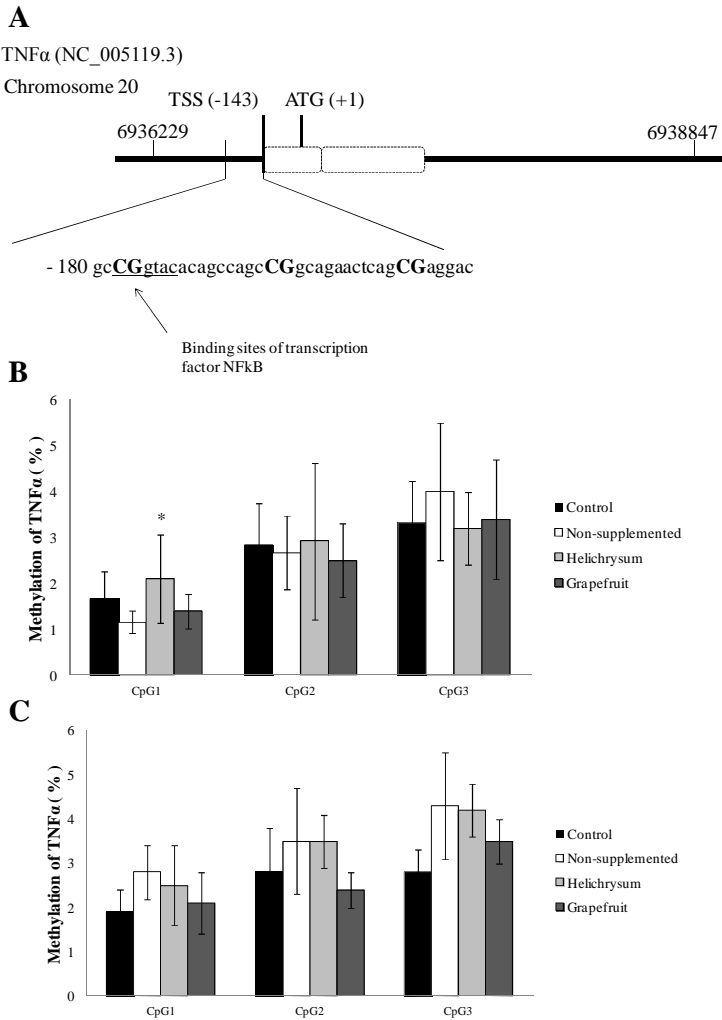 A
TNFα (NC_005119.3)
Chromosome 20
TSS (-143) ATG (+1)
6936229 6938847
- 180 gcCGgtacacagccagcCGgcagaactcagCGaggac
Binding sites of transcription
factor NFkB
B
Methylation of TNFα ( % )
6
5
4
3
2
1
0
*
CpG1 CpG2 CpG3
Control
Non-supplemented
Helichrysum
Grapefruit
C
Methylation of TNFα ( % )
6
5
4
3
2
1
0
CpG1 CpG2 CpG3
Control
Non-supplemented
Helichrysum
Grapefruit